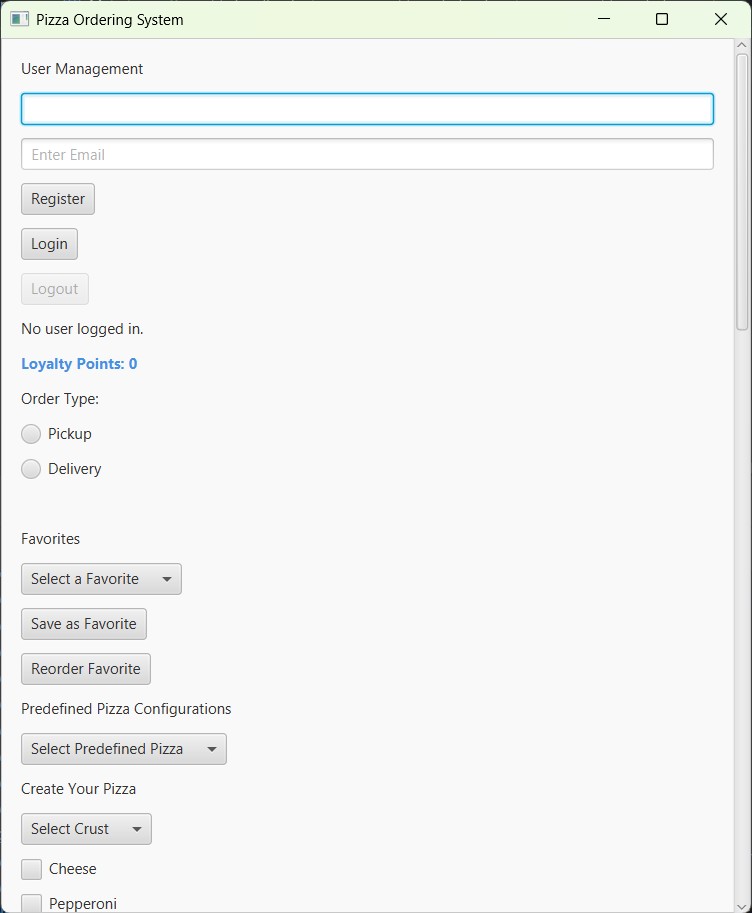 Pizza Ordering System
User Management
Enter Email
Register
Login
Logout
No user logged in.
Loyalty Points: 0
Order Type:
Pickup
Delivery
Favorites
Select a Favorite
Save as Favorite
Reorder Favorite
Predefined Pizza Configurations
Select Predefined Pizza
Create Your Pizza
Select Crust
Cheese
Pepperoni